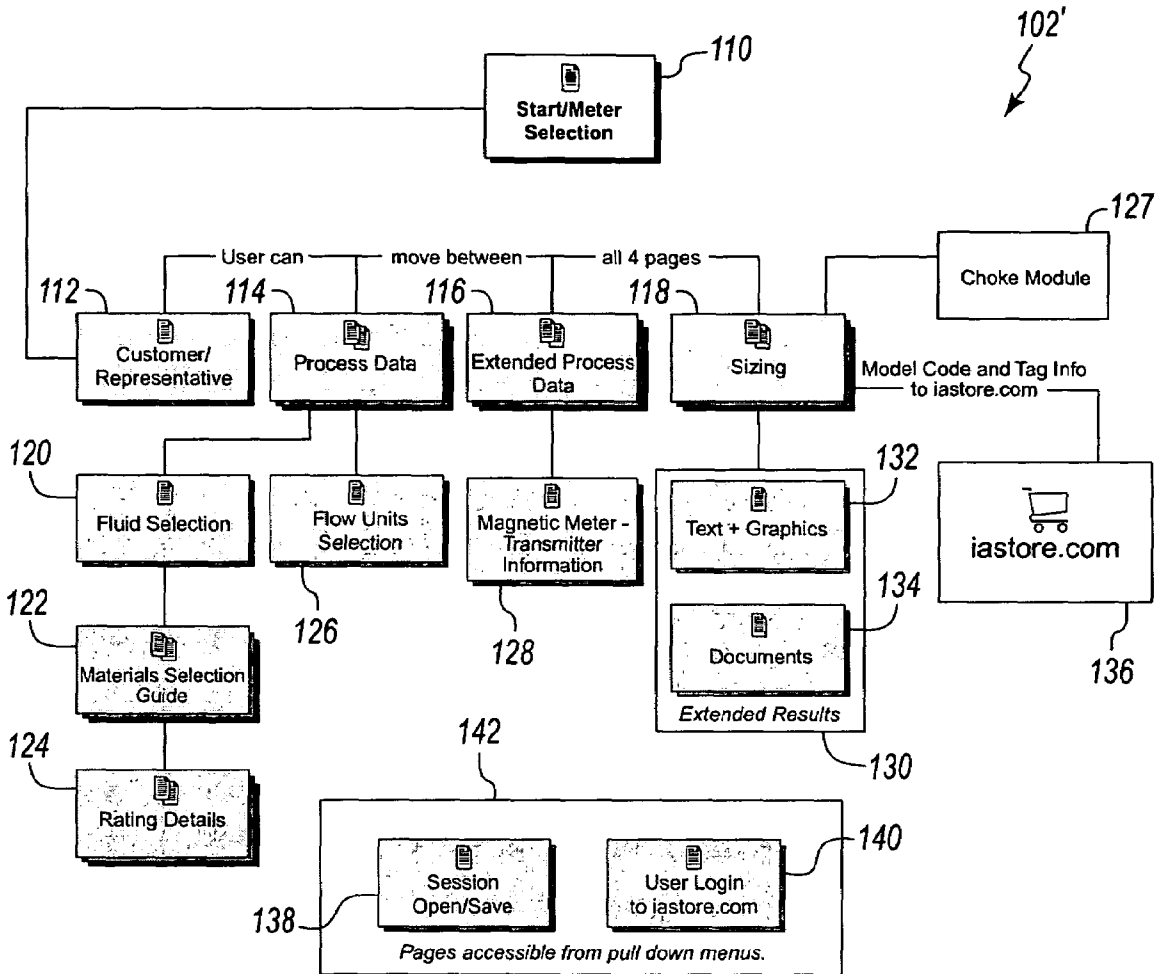 102'
110
Start/Meter
Selection
127
Choke Module
User can move between all 4 pages
112
114
116
118
Customer/
Representative
Process Data
Extended Process
Data
Sizing
Model Code and Tag Info
to iastore.com
120
Fluid Selection
Flow Units
Selection
126
Magnetic Meter -
Transmitter
Information
128
132
Text + Graphics
134
Documents
Extended Results
130
iastore.com
136
122
Materials Selection
Guide
124
Rating Details
142
Session
Open/Save
138
User Login
to iastore.com
140
Pages accessible from pull down menus.